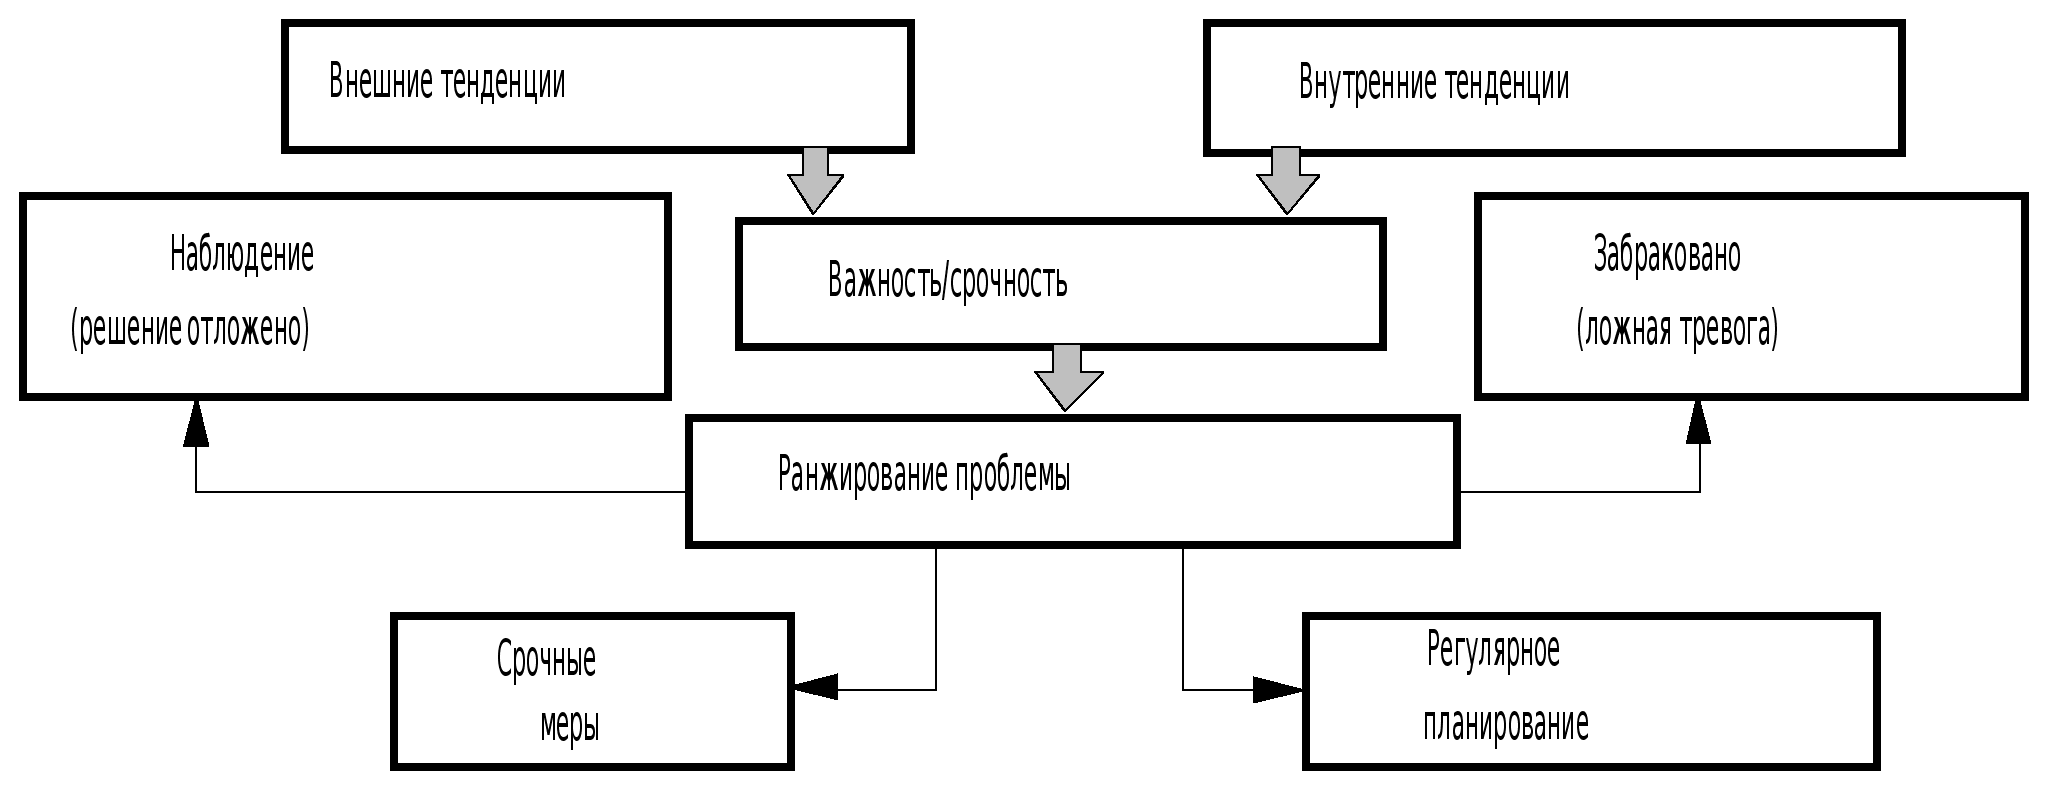 Внешние тенденции
Внутренние тенденции
Наблюдение
(решение отложено)
Важность/срочность
Забраковано
(ложная тревога)
Ранжирование проблемы
Срочные
меры
Регулярное
планирование